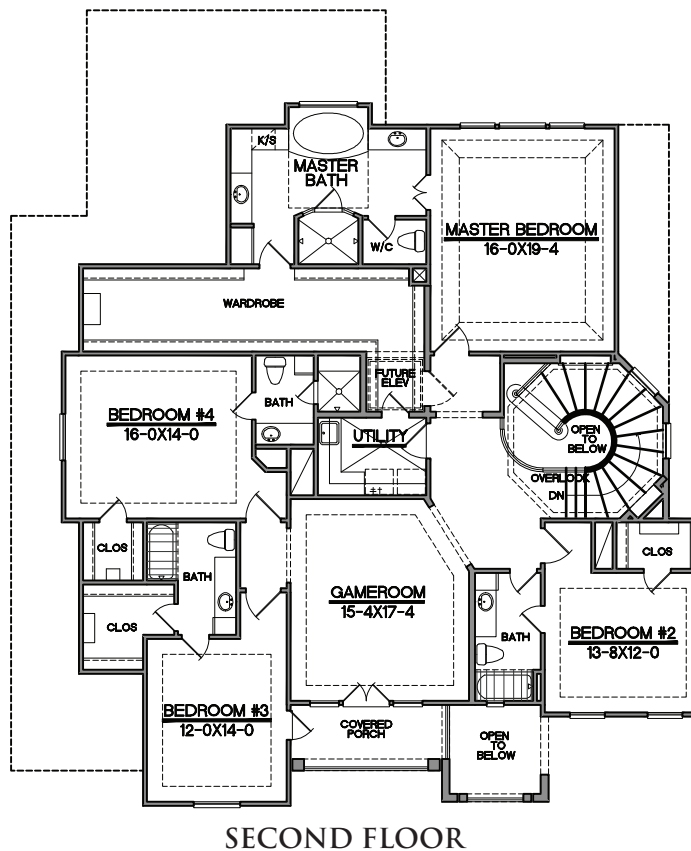 K/S
MASTER
BATH
W/C
MASTER BEDROOM
16-0X19-4
WARDROBE
FUTURE
ELEV
BATH
BEDROOM #4
16-0X14-0
UTILITY
OPEN
TO
BELOW
OVERLOOK
DN
CLOS
BATH
CLOS
GAMEROOM
15-4X17-4
CLOS
BATH
BEDROOM #2
13-8X12-0
BEDROOM #3
12-0X14-0
COVERED
PORCH
OPEN
TO
BELOW
SECOND FLOOR